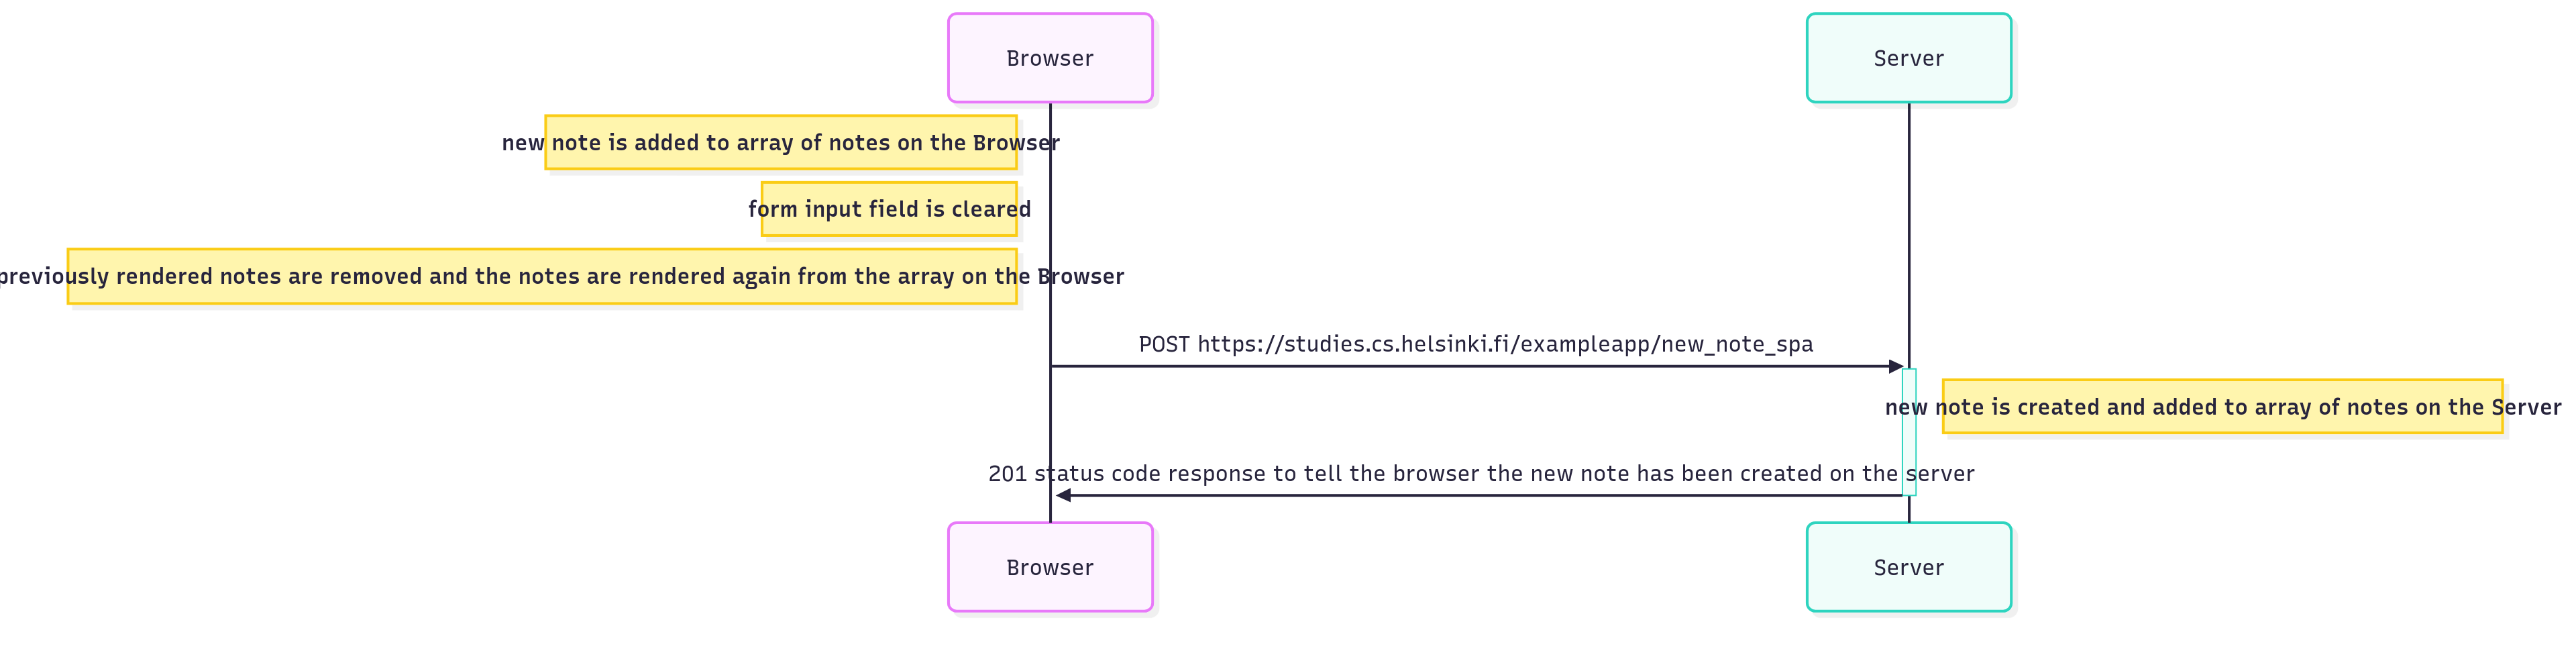 Browser
Server
new note is added to array of notes on the Browser
form input field is cleared
previously rendered notes are removed and the notes are rendered again from the array on the Browser
POST https://studies.cs.helsinki.fi/exampleapp/new_note_spa
new note is created and added to array of notes on the Server
201 status code response to tell the browser the new note has been created on the server
Browser
Server